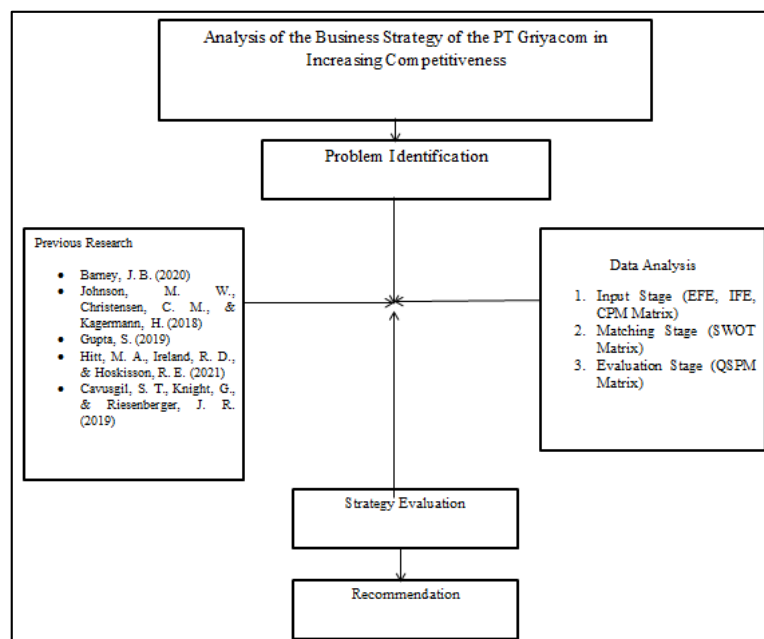 Analysis of the Business Strategy of the PT Griyacom in
Increasing Competitiveness
Problem Identification
Previous Research
• Barney, J. B. (2020)
• Johnson, M. W.,
Christensen, C. M., &
Kagermann, H. (2018)
• Gupta, S. (2019)
• Hitt, M. A., Ireland, R. D.,
& Hoskisson, R. E. (2021)
• Cavusgil, S. T., Knight, G.,
& Riesenberger, J. R.
(2019)
Data Analysis
1. Input Stage (EFE, IFE,
CPM Matrix)
2. Matching Stage (SWOT
Matrix)
3. Evaluation Stage (QSPM
Matrix)
Strategy Evaluation
Recommendation